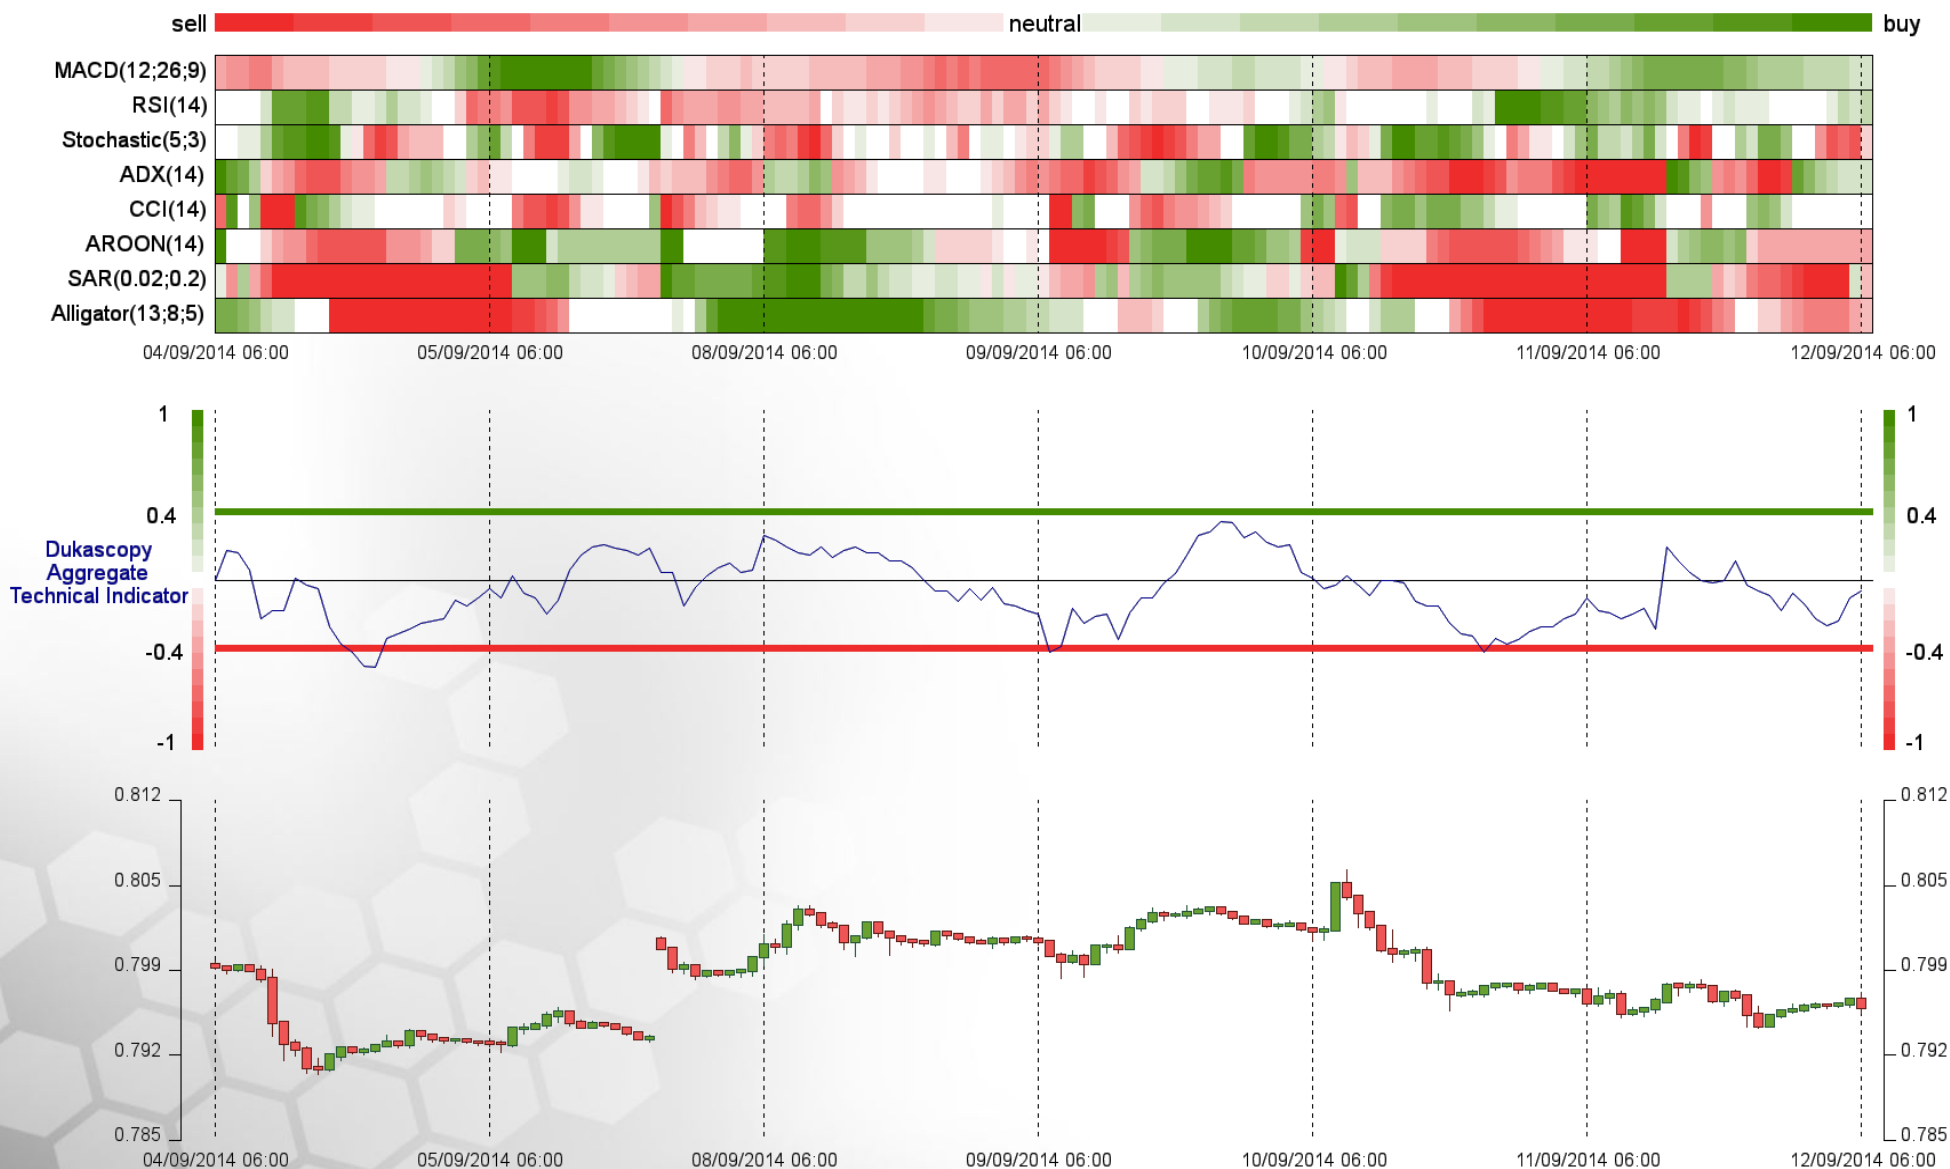 sell neutral buy
MACD(12;26;9)
RSI(14)
Stochastic(5;3)
ADX(14)
CCI(14)
AROON(14)
SAR(0.02;0.2)
Alligator(13;8;5)
04/09/2014 06:00 05/09/2014 06:00 08/09/2014 06:00 09/09/2014 06:00 10/09/2014 06:00 11/09/2014 06:00 12/09/2014 06:00
1 1
0.4 0.4
Dukascopy
Aggregate
Technical Indicator
-0.4 -0.4
-1 -1
0.812 0.812
0.805 0.805
0.799 0.799
0.792 0.792
0.785 0.785
04/09/2014 06:00 05/09/2014 06:00 08/09/2014 06:00 09/09/2014 06:00 10/09/2014 06:00 11/09/2014 06:00 12/09/2014 06:00